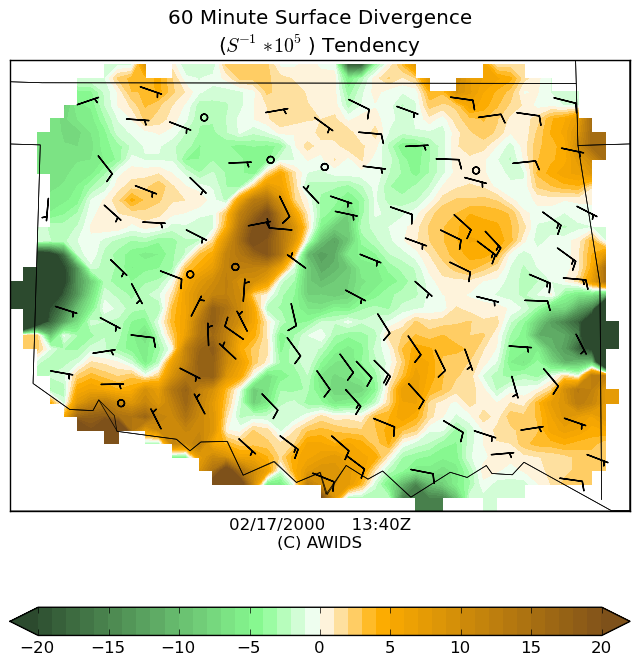 60 Minute Surface Divergence
(S⁻¹ * 10⁵ ) Tendency
02/17/2000 13:40Z
(C) AWIDS
−20 −15 −10 −5 0 5 10 15 20